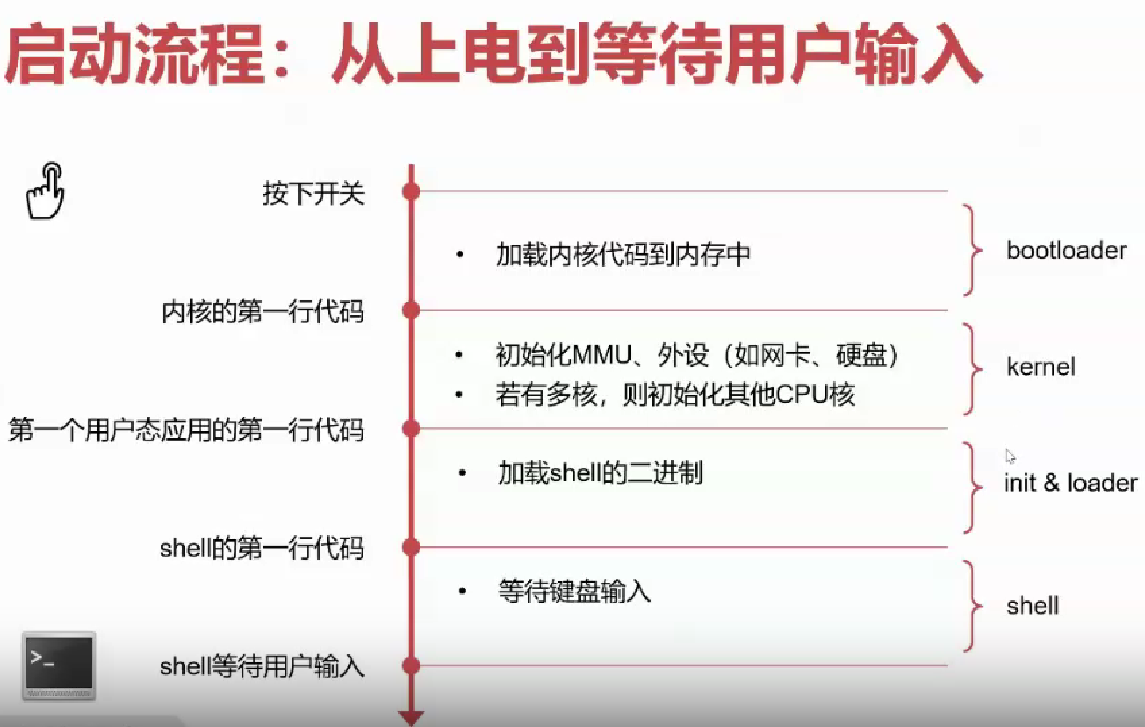 启动流程：从上电到等待用户输入
按下开关
• 加载内核代码到内存中
bootloader
内核的第一行代码
• 初始化MMU、外设（如网卡、硬盘）
• 若有多核，则初始化其他CPU核
kernel
第一个用户态应用的第一行代码
• 加载shell的二进制
init & loader
shell的第一行代码
• 等待键盘输入
shell
shell等待用户输入
>_